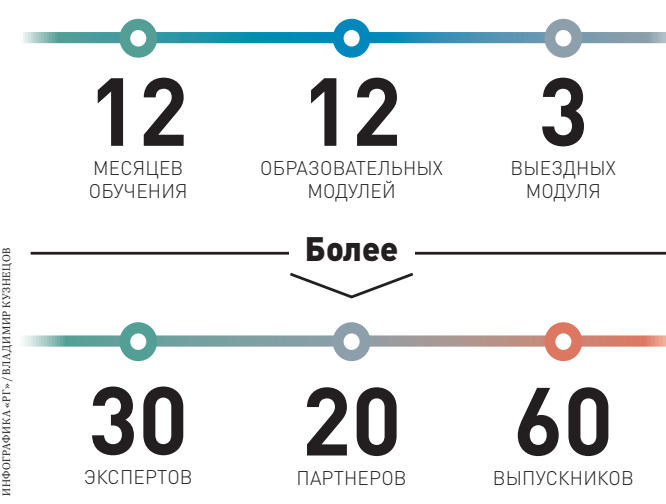 12
МЕСЯЦЕВ
ОБУЧЕНИЯ
12
ОБРАЗОВАТЕЛЬНЫХ
МОДУЛЕЙ
3
ВЫЕЗДНЫХ
МОДУЛЯ
Более
30
ЭКСПЕРТОВ
20
ПАРТНЕРОВ
60
ВЫПУСКНИКОВ
ИНФОГРАФИКА «РГ» / ВЛАДИМИР КУЗНЕЦОВ